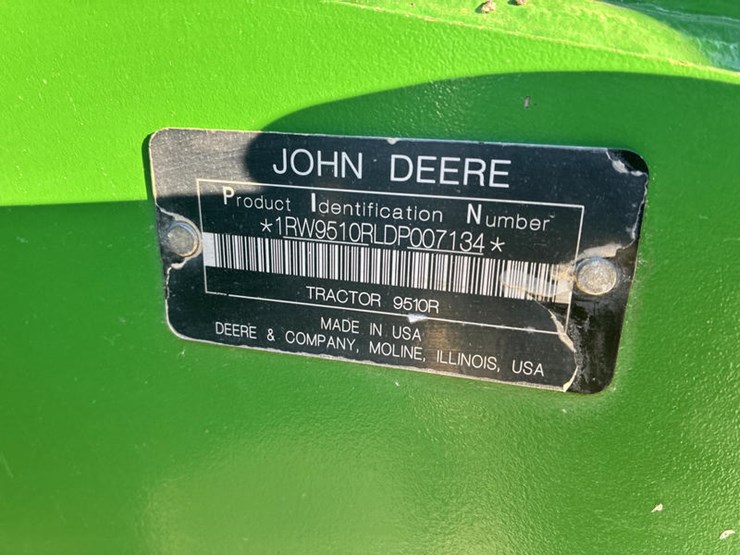 JOHN DEERE
Product Identification Number
*1RW9510RLDP007134*
TRACTOR 9510R
MADE IN USA
DEERE & COMPANY, MOLINE, ILLINOIS, USA